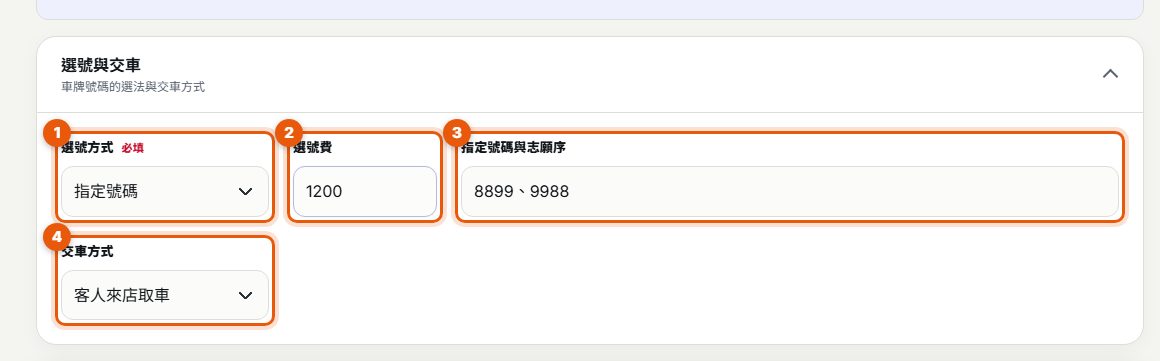 選號與交車
車牌號碼的選法與交車方式
1 2 3
選號方式 必填 選號費 指定號碼與志願序
指定號碼 1200 8899、9988
4
交車方式
客人來店取車